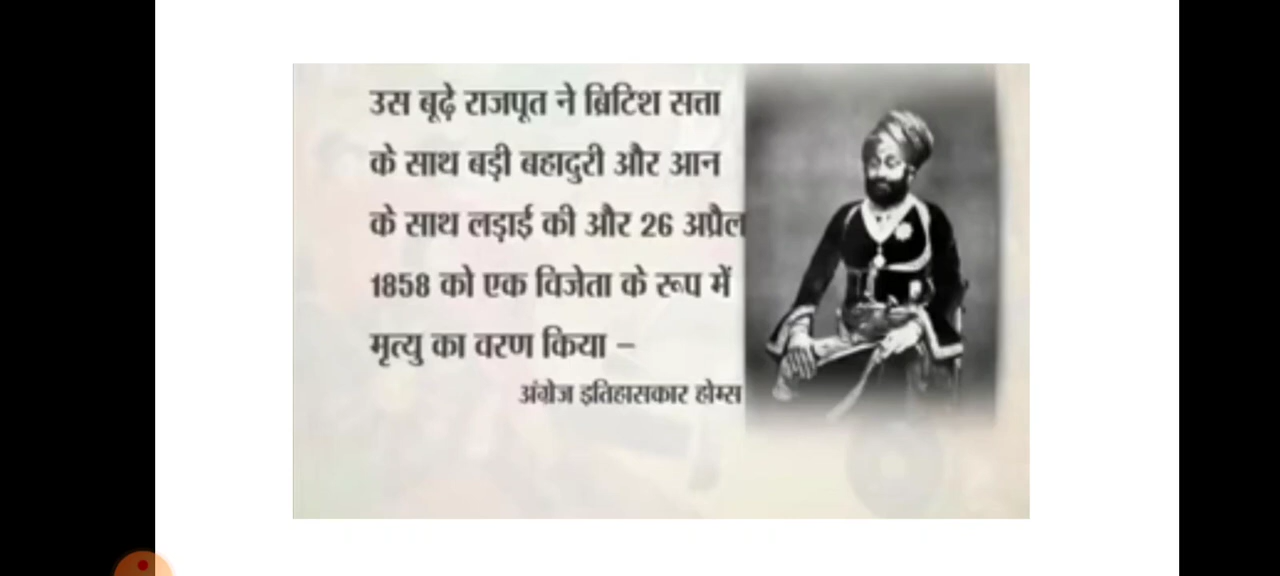 उस बूढ़े राजपूत ने ब्रिटिश सत्ता
के साथ बड़ी बहादुरी और आन
के साथ लड़ाई की और 26 अप्रैल
1858 को एक विजेता के रूप में
मृत्यु का वरण किया –
अंग्रेज इतिहासकार होम्स